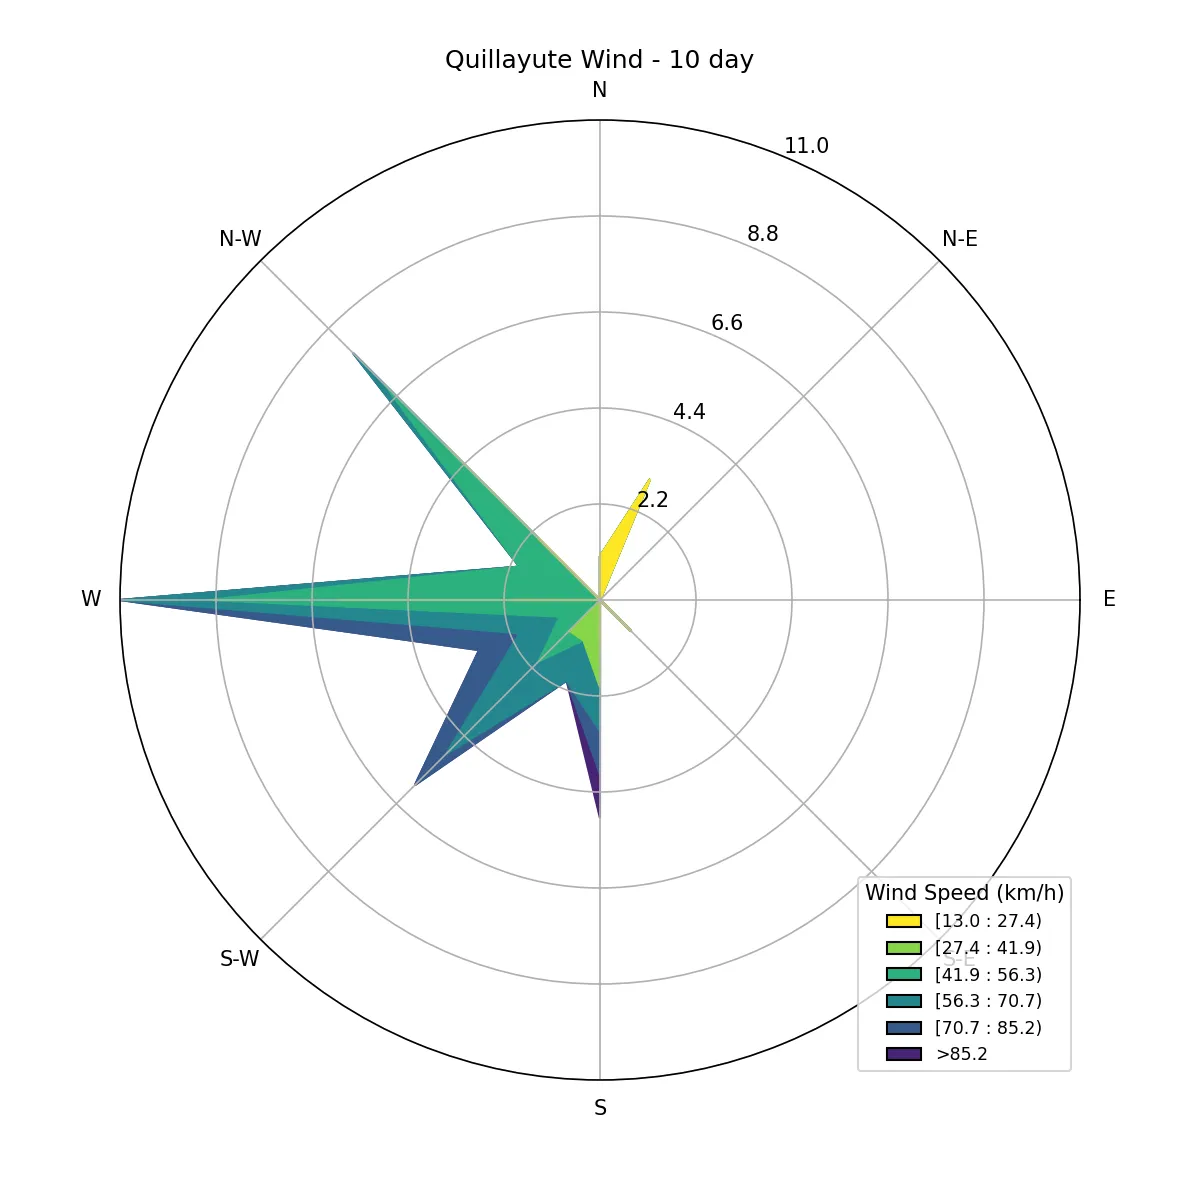 Quillayute Wind - 10 day
N
11.0
N-W
8.8
N-E
6.6
4.4
2.2
W
E
S-W
S-E
S
Wind Speed (km/h)
[13.0 : 27.4)
[27.4 : 41.9)
[41.9 : 56.3)
[56.3 : 70.7)
[70.7 : 85.2)
>85.2